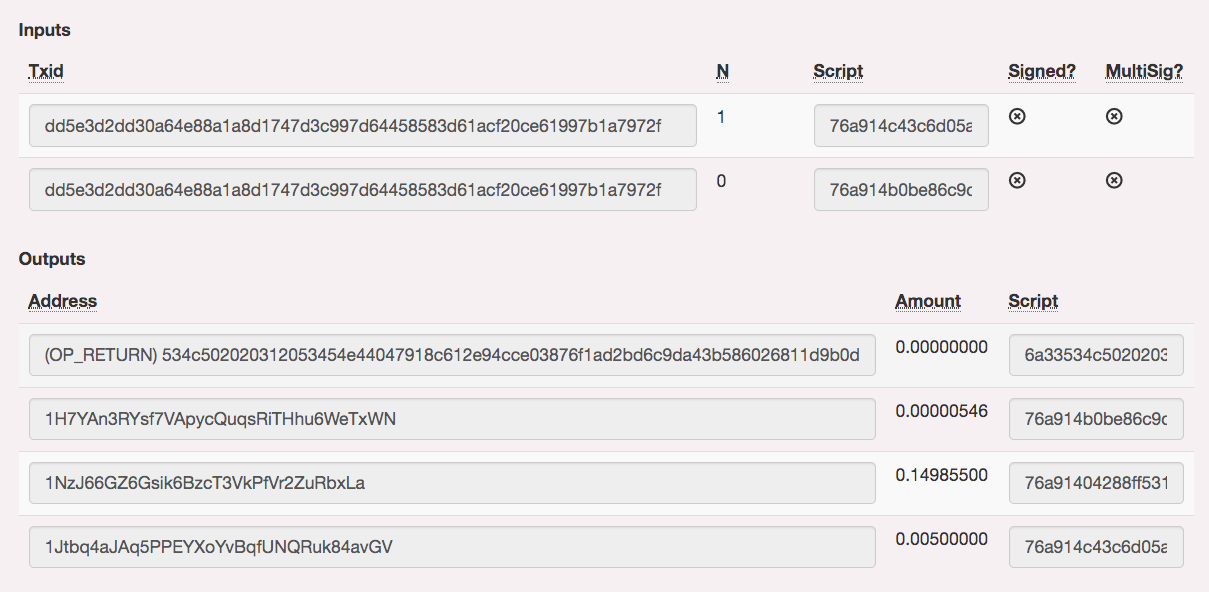 Inputs
Txid N Script Signed? MultiSig?
dd5e3d2dd30a64e88a1a8d1747d3c997d64458583d61acf20ce61997b1a7972f 1 76a914c43c6d05a
dd5e3d2dd30a64e88a1a8d1747d3c997d64458583d61acf20ce61997b1a7972f 0 76a914b0be86c9c
Outputs
Address Amount Script
(OP_RETURN) 534c502020312053454e44047918c612e94cce03876f1ad2bd6c9da43b586026811d9b0d 0.00000000 6a33534c5020203
1H7YAn3RYsf7VApycQuqsRiTHhu6WeTxWN 0.00000546 76a914b0be86c9c
1NzJ66GZ6Gsik6BzcT3VkPfVr2ZuRbxLa 0.14985500 76a91404288ff531
1Jtbq4aJAq5PPEYXoYvBqfUNQRuk84avGV 0.00500000 76a914c43c6d05a